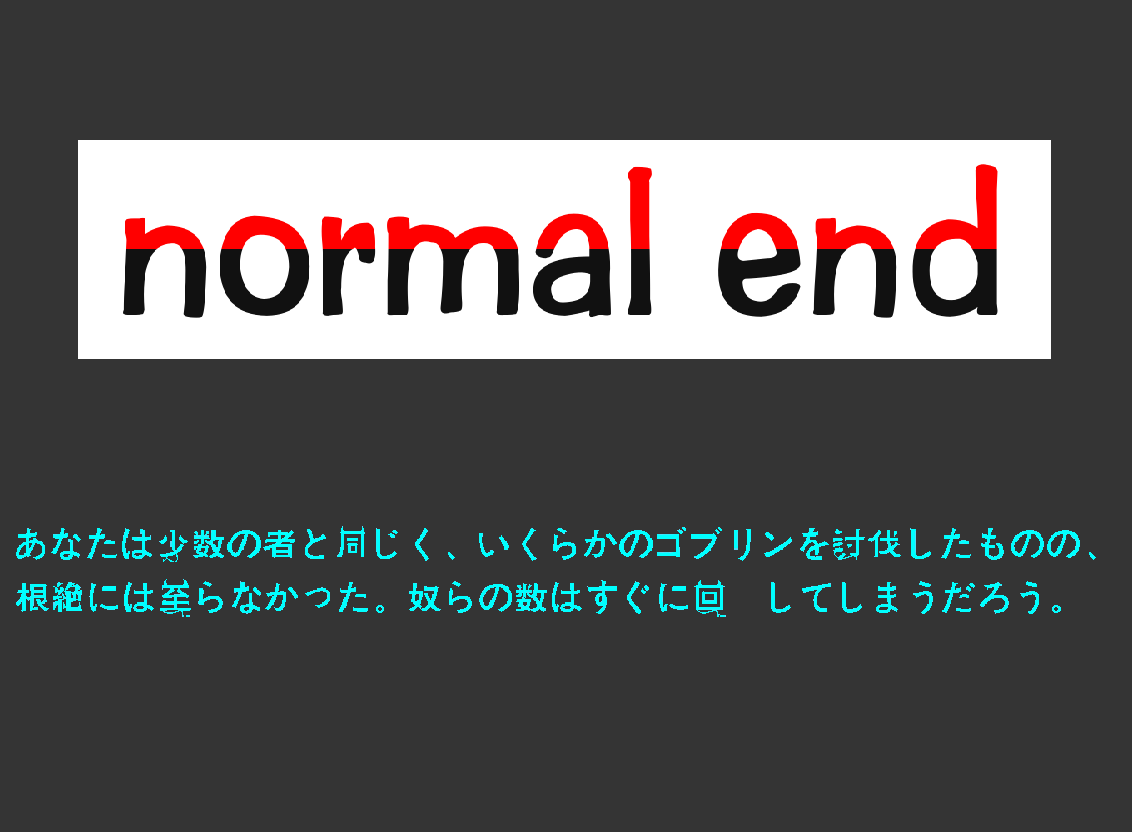 normal end
あなたは少数の者と同じく、いくらかのゴブリンを討伐したものの、
根絶には至らなかった。奴らの数はすぐに回　してしまうだろう。